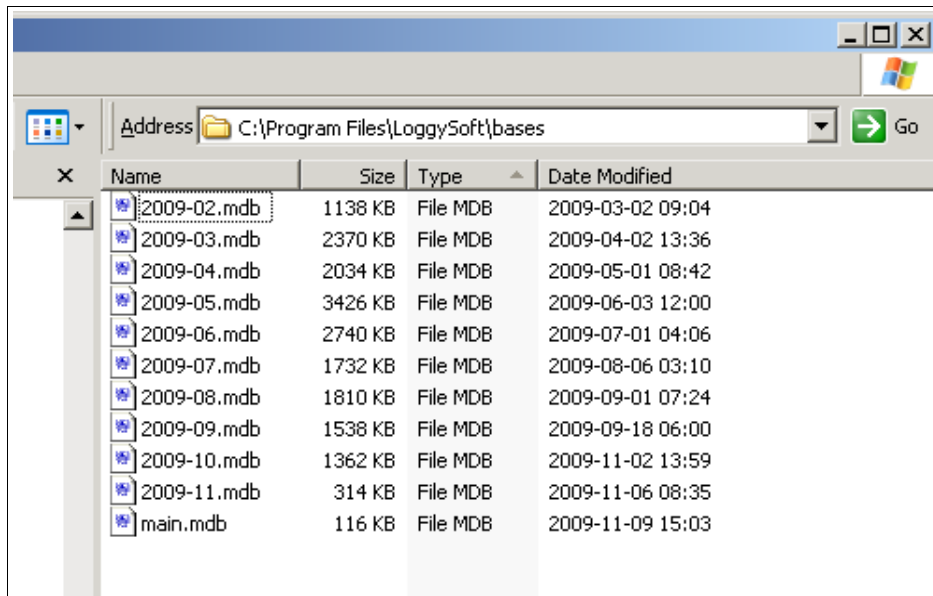 Address C:\Program Files\LoggySoft\bases Go
Name Size Type Date Modified
2009-02.mdb 1138 KB File MDB 2009-03-02 09:04
2009-03.mdb 2370 KB File MDB 2009-04-02 13:36
2009-04.mdb 2034 KB File MDB 2009-05-01 08:42
2009-05.mdb 3426 KB File MDB 2009-06-03 12:00
2009-06.mdb 2740 KB File MDB 2009-07-01 04:06
2009-07.mdb 1732 KB File MDB 2009-08-06 03:10
2009-08.mdb 1810 KB File MDB 2009-09-01 07:24
2009-09.mdb 1538 KB File MDB 2009-09-18 06:00
2009-10.mdb 1362 KB File MDB 2009-11-02 13:59
2009-11.mdb 314 KB File MDB 2009-11-06 08:35
main.mdb 116 KB File MDB 2009-11-09 15:03